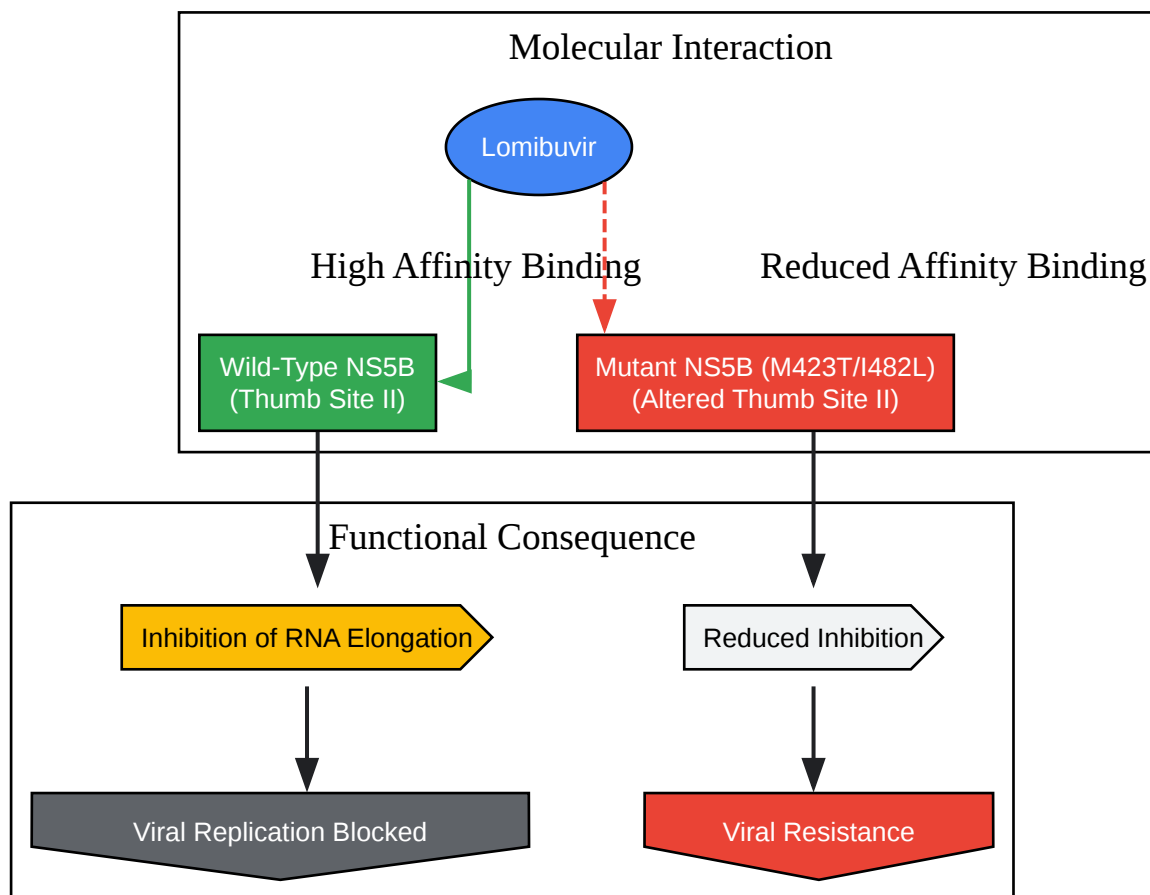 Molecular Interaction
Lomibuvir
High Affinity Binding
Reduced Affinity Binding
Wild-Type NS5B
(Thumb Site II)
Mutant NS5B (M423T/I482L)
(Altered Thumb Site II)
Functional Consequence
Inhibition of RNA Elongation
Reduced Inhibition
Viral Replication Blocked
Viral Resistance